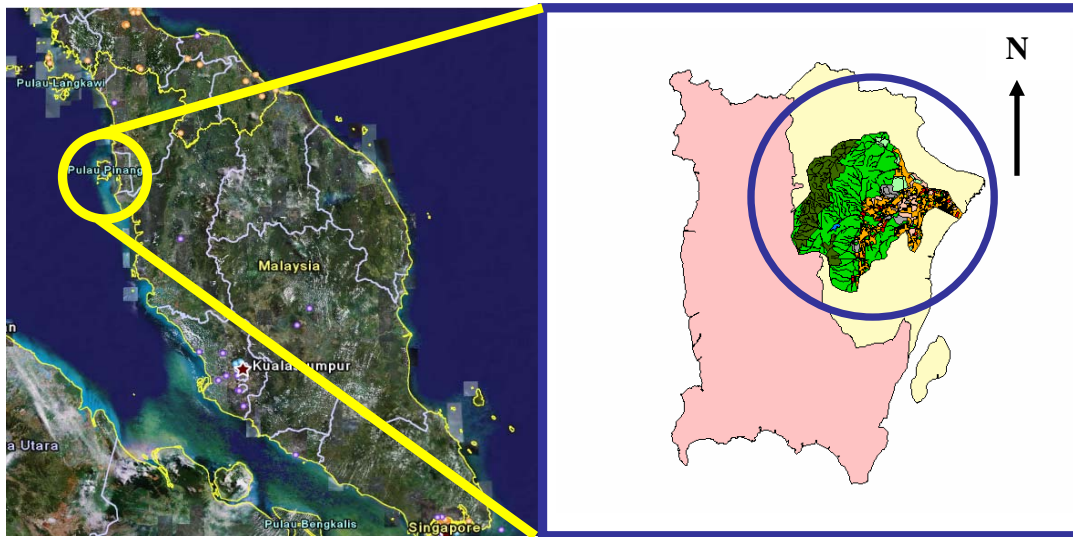 Pulau Langkawi
Pulau Pinang
Malaysia
Kuala Lumpur
a Utara
Pulau Bengkalis
Singapore
N